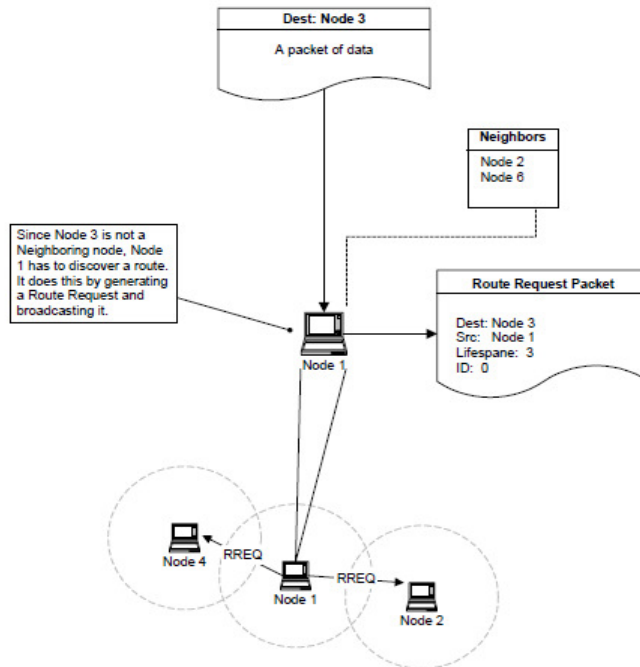 Dest: Node 3
A packet of data
Neighbors
Node 2
Node 6
Since Node 3 is not a
Neighboring node, Node
1 has to discover a route.
It does this by generating
a Route Request and
broadcasting it.
Route Request Packet
Dest: Node 3
Src: Node 1
Lifespane: 3
ID: 0
Node 1
Node 4
RREQ
Node 1
RREQ
Node 2